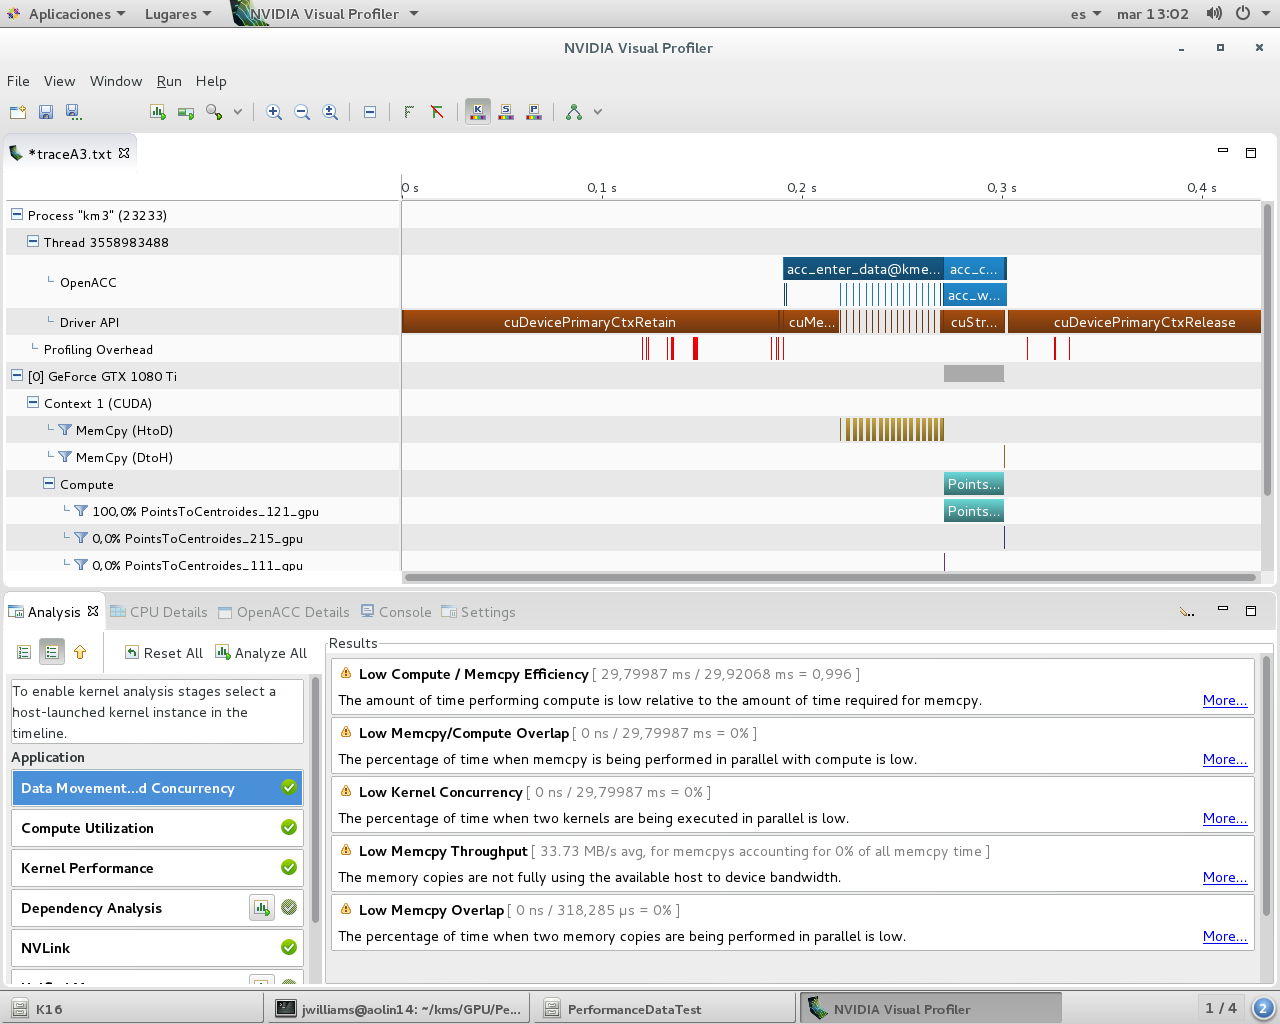 Aplicaciones Lugares NVIDIA Visual Profiler es mar 13:02
NVIDIA Visual Profiler
File View Window Run Help
*traceA3.txt
0 s 0,1 s 0,2 s 0,3 s 0,4 s
Process "km3" (23233)
Thread 3558983488
OpenACC
acc_enter_data@kme... acc_c...
acc_w...
Driver API
cuDevicePrimaryCtxRetain cuMe... cuStr... cuDevicePrimaryCtxRelease
Profiling Overhead
[0] GeForce GTX 1080 Ti
Context 1 (CUDA)
MemCpy (HtoD)
MemCpy (DtoH)
Compute Points...
100,0% PointsToCentroides_121_gpu Points...
0,0% PointsToCentroides_215_gpu
0,0% PointsToCentroides_111_gpu
Analysis CPU Details OpenACC Details Console Settings
Reset All Analyze All
To enable kernel analysis stages select a
host-launched kernel instance in the
timeline.
Application
Data Movement...d Concurrency
Compute Utilization
Kernel Performance
Dependency Analysis
NVLink
Results
Low Compute / Memcpy Efficiency [ 29,79987 ms / 29,92068 ms = 0,996 ]
The amount of time performing compute is low relative to the amount of time required for memcpy. More...
Low Memcpy/Compute Overlap [ 0 ns / 29,79987 ms = 0% ]
The percentage of time when memcpy is being performed in parallel with compute is low. More...
Low Kernel Concurrency [ 0 ns / 29,79987 ms = 0% ]
The percentage of time when two kernels are being executed in parallel is low. More...
Low Memcpy Throughput [ 33.73 MB/s avg, for memcpys accounting for 0% of all memcpy time ]
The memory copies are not fully using the available host to device bandwidth. More...
Low Memcpy Overlap [ 0 ns / 318,285 µs = 0% ]
The percentage of time when two memory copies are being performed in parallel is low. More...
K16 jwilliams@aolin14: ~/kms/GPU/Pe... PerformanceDataTest NVIDIA Visual Profiler 1 / 4 2